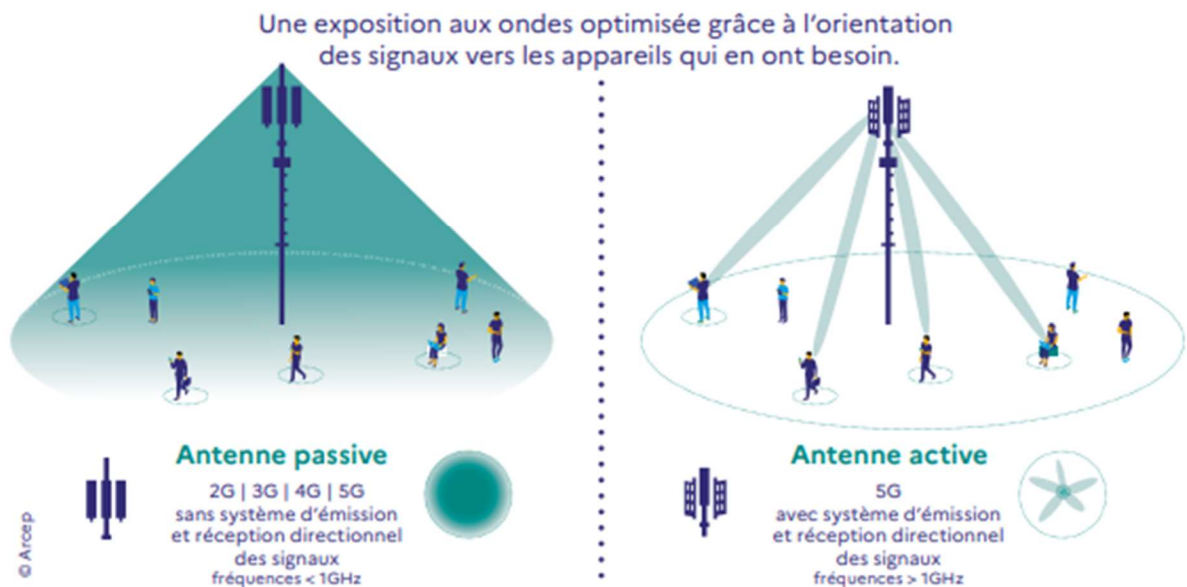 Une exposition aux ondes optimisée grâce à l'orientation
des signaux vers les appareils qui en ont besoin.
Antenne passive
2G | 3G | 4G | 5G
sans système d'émission
et réception directionnel
des signaux
fréquences < 1GHz
© Arcep
Antenne active
5G
avec système d'émission
et réception directionnel
des signaux
fréquences > 1GHz